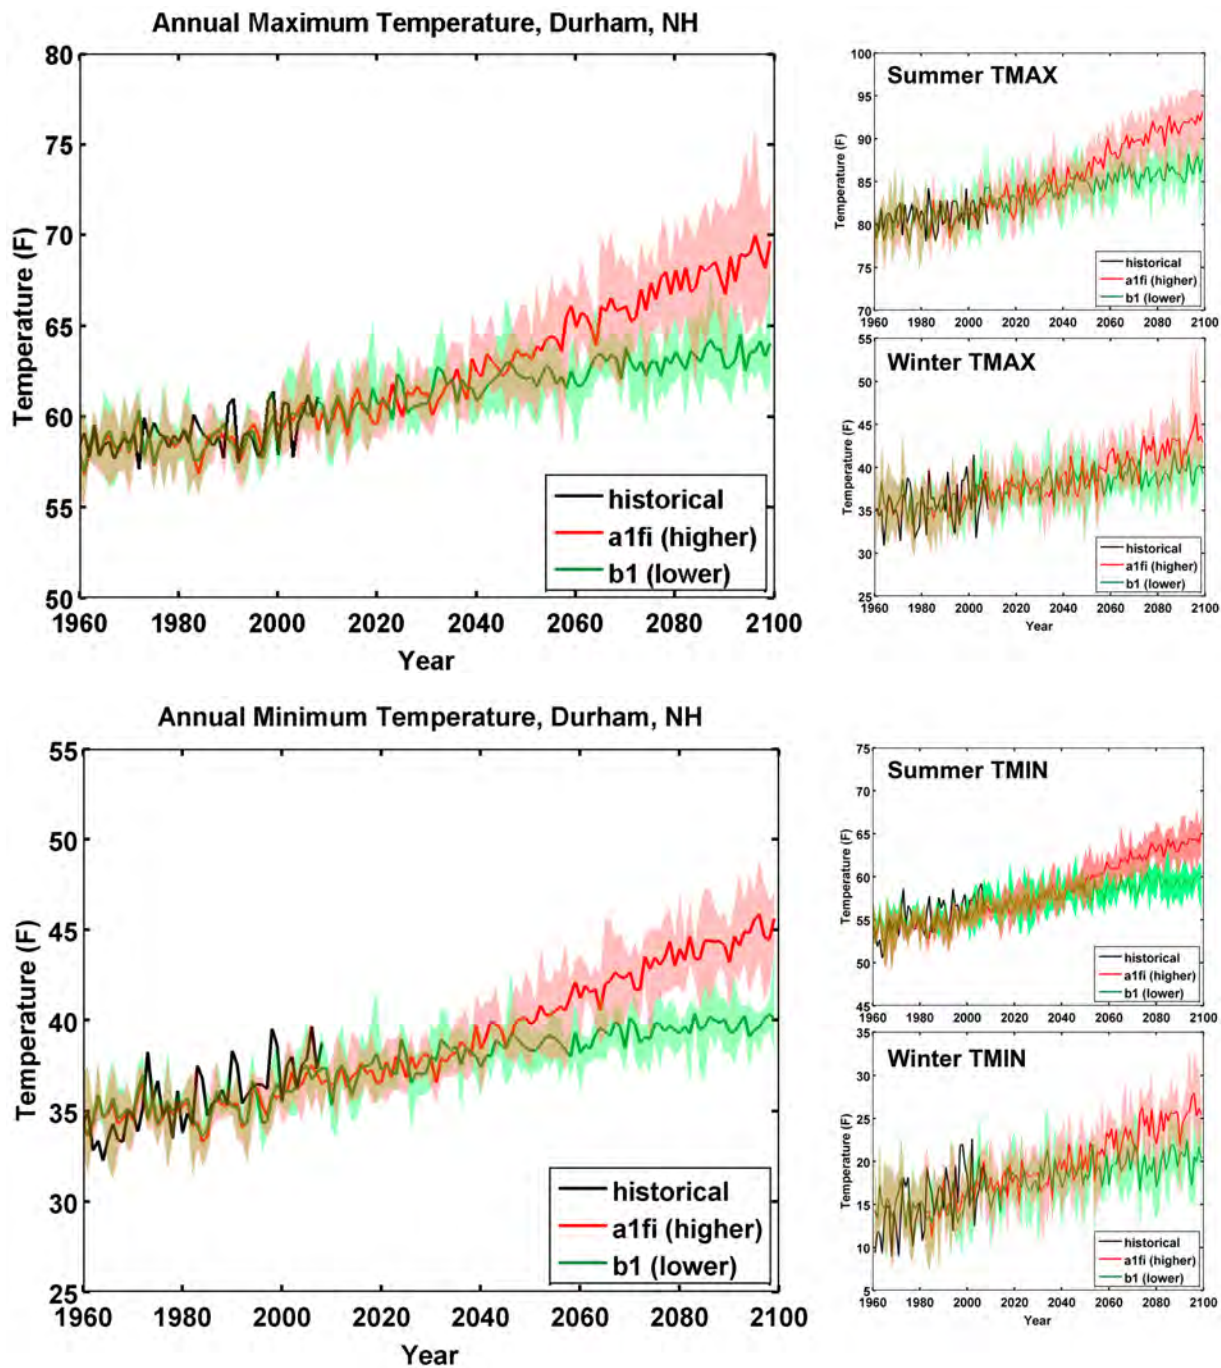 Annual Maximum Temperature, Durham, NH
80
75
70
65
60
55
50
Temperature (F)
historical
a1fi (higher)
b1 (lower)
1960 1980 2000 2020 2040 2060 2080 2100
Year
Summer TMAX
100
95
90
85
80
75
70
Temperature (F)
historical
a1fi (higher)
b1 (lower)
1960 1980 2000 2020 2040 2060 2080 2100
Winter TMAX
55
50
45
40
35
30
25
Temperature (F)
historical
a1fi (higher)
b1 (lower)
1960 1980 2000 2020 2040 2060 2080 2100
Year
Annual Minimum Temperature, Durham, NH
55
50
45
40
35
30
25
Temperature (F)
historical
a1fi (higher)
b1 (lower)
1960 1980 2000 2020 2040 2060 2080 2100
Year
Summer TMIN
75
70
65
60
55
50
45
Temperature (F)
historical
a1fi (higher)
b1 (lower)
1960 1980 2000 2020 2040 2060 2080 2100
Winter TMIN
35
30
25
20
15
10
5
Temperature (F)
historical
a1fi (higher)
b1 (lower)
1960 1980 2000 2020 2040 2060 2080 2100
Year